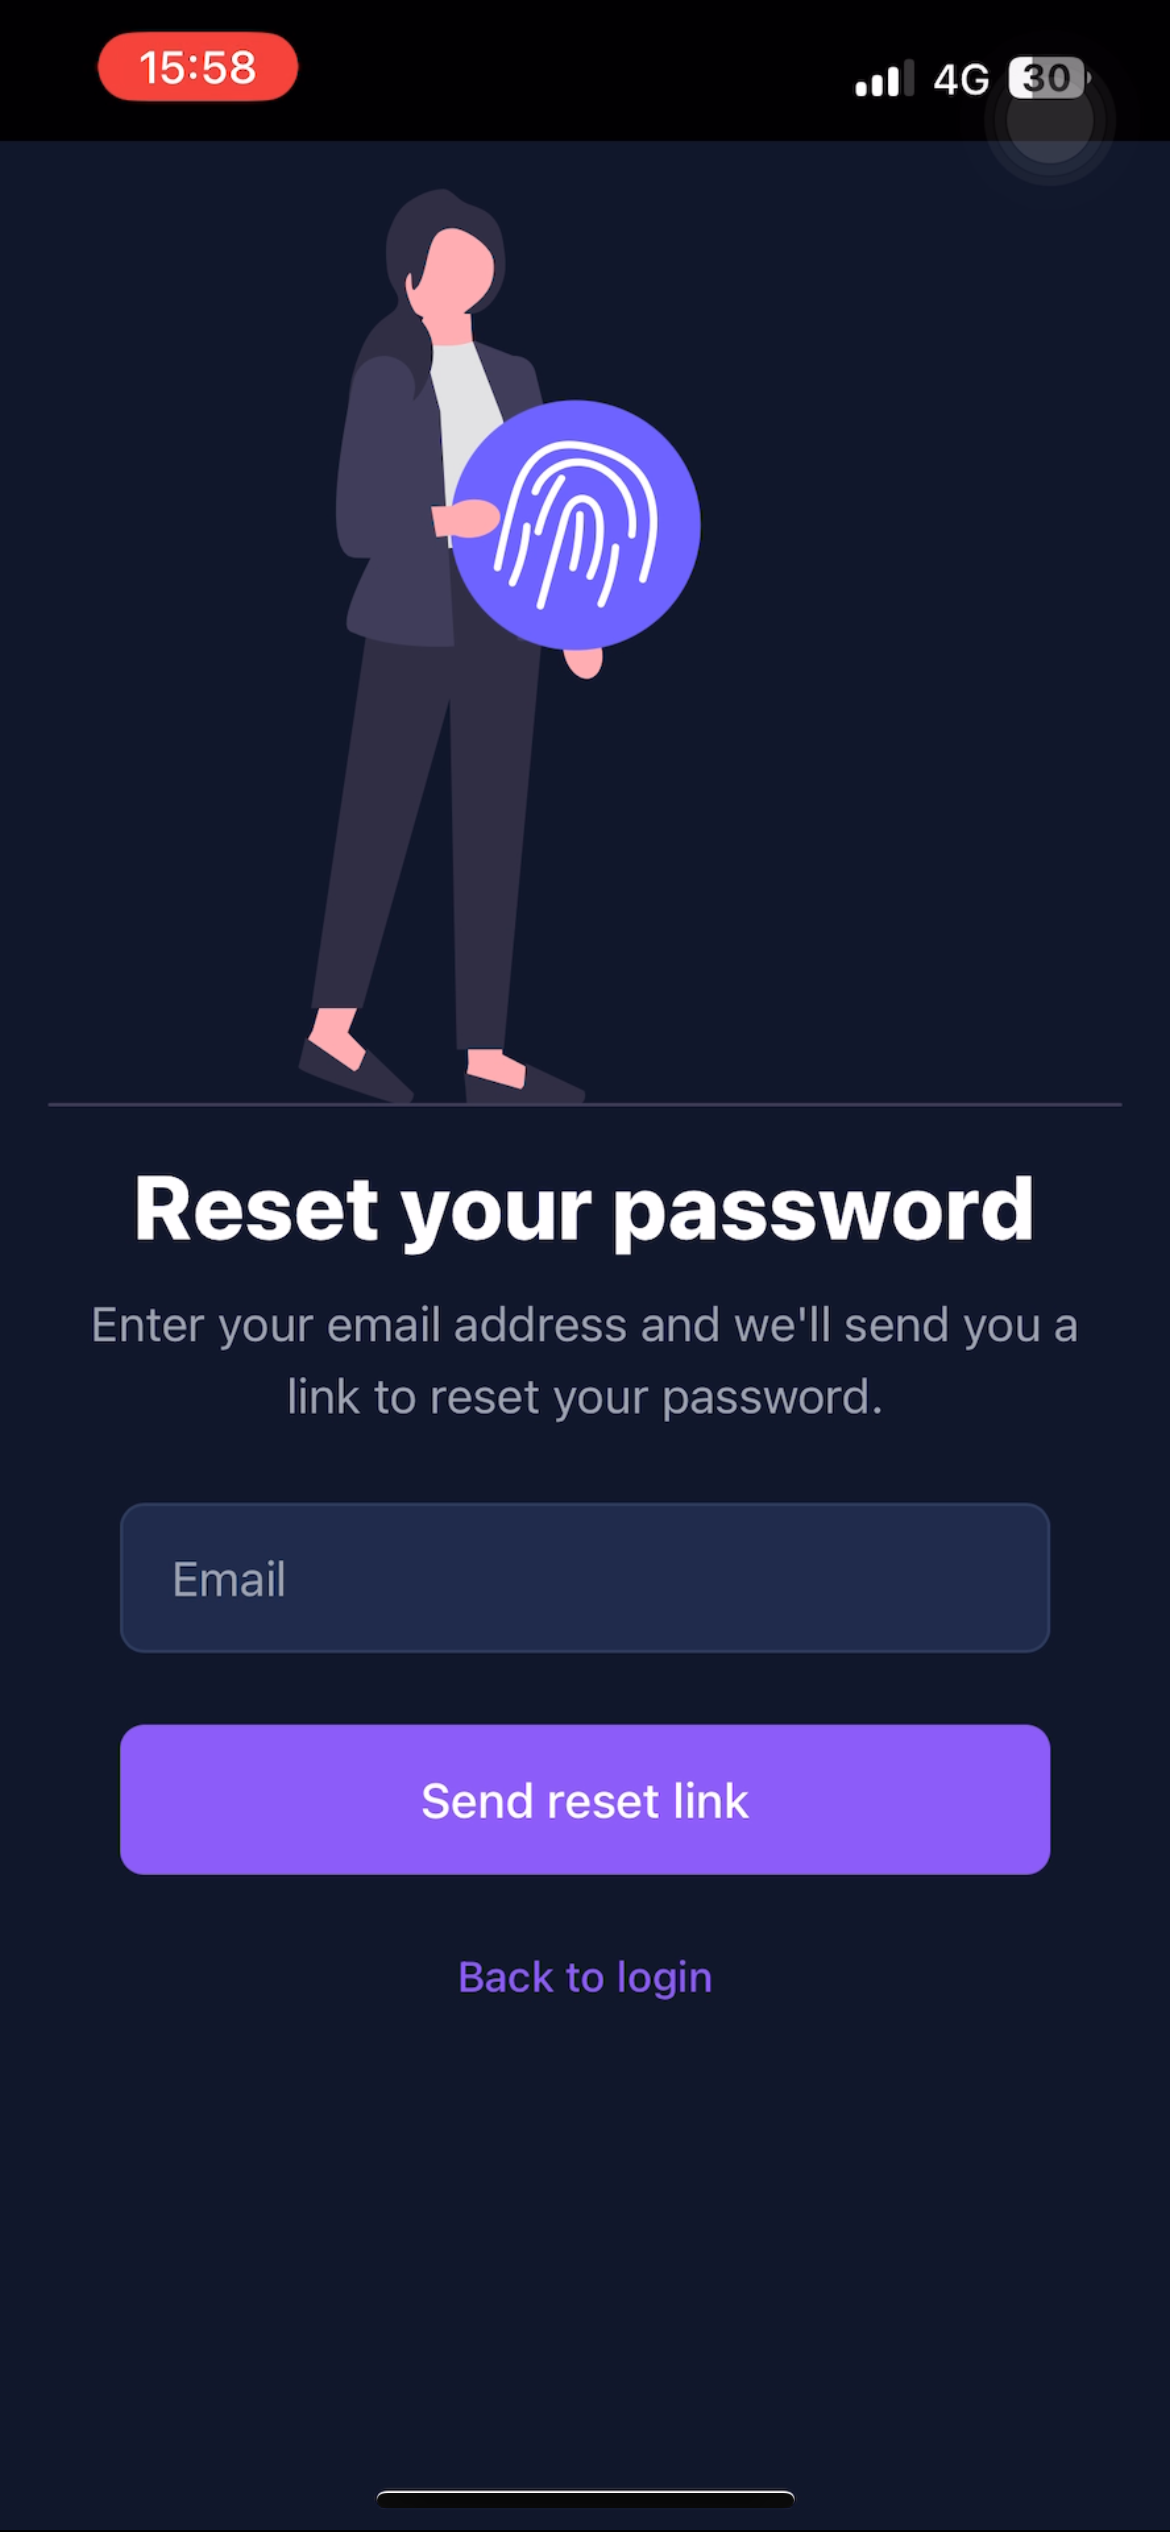 15:58
4G 30
Reset your password
Enter your email address and we'll send you a
link to reset your password.
Email
Send reset link
Back to login